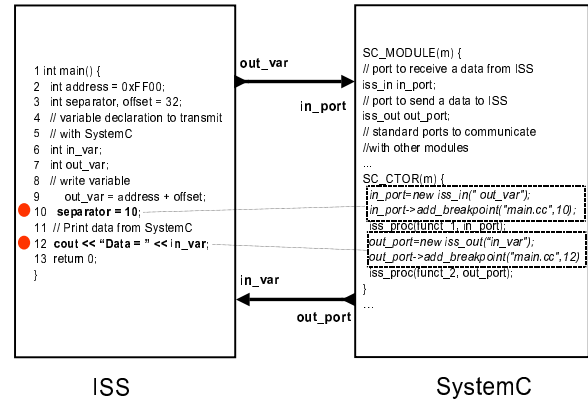 1 int main() {
2 int address = 0xFF00;
3 int separator, offset = 32;
4 // variable declaration to transmit
5 // with SystemC
6 int in_var;
7 int out_var;
8 // write variable
9 out_var = address + offset;
10 separator = 10;
11 // Print data from SystemC
12 cout << “Data = ” << in_var;
13 return 0;
}
ISS
out_var
in_port
in_var
out_port
SC_MODULE(m) {
// port to receive a data from ISS
iss_in in_port;
// port to send a data to ISS
iss_out out_port;
// standard ports to communicate
//with other modules
...
SC_CTOR(m) {
in_port=new iss_in(" out_var");
in_port->add_breakpoint("main.cc",10);
iss_proc(funct_1, in_port);
out_port=new iss_out("in_var");
out_port->add_breakpoint("main.cc",12)
iss_proc(funct_2, out_port);
}
...
SystemC